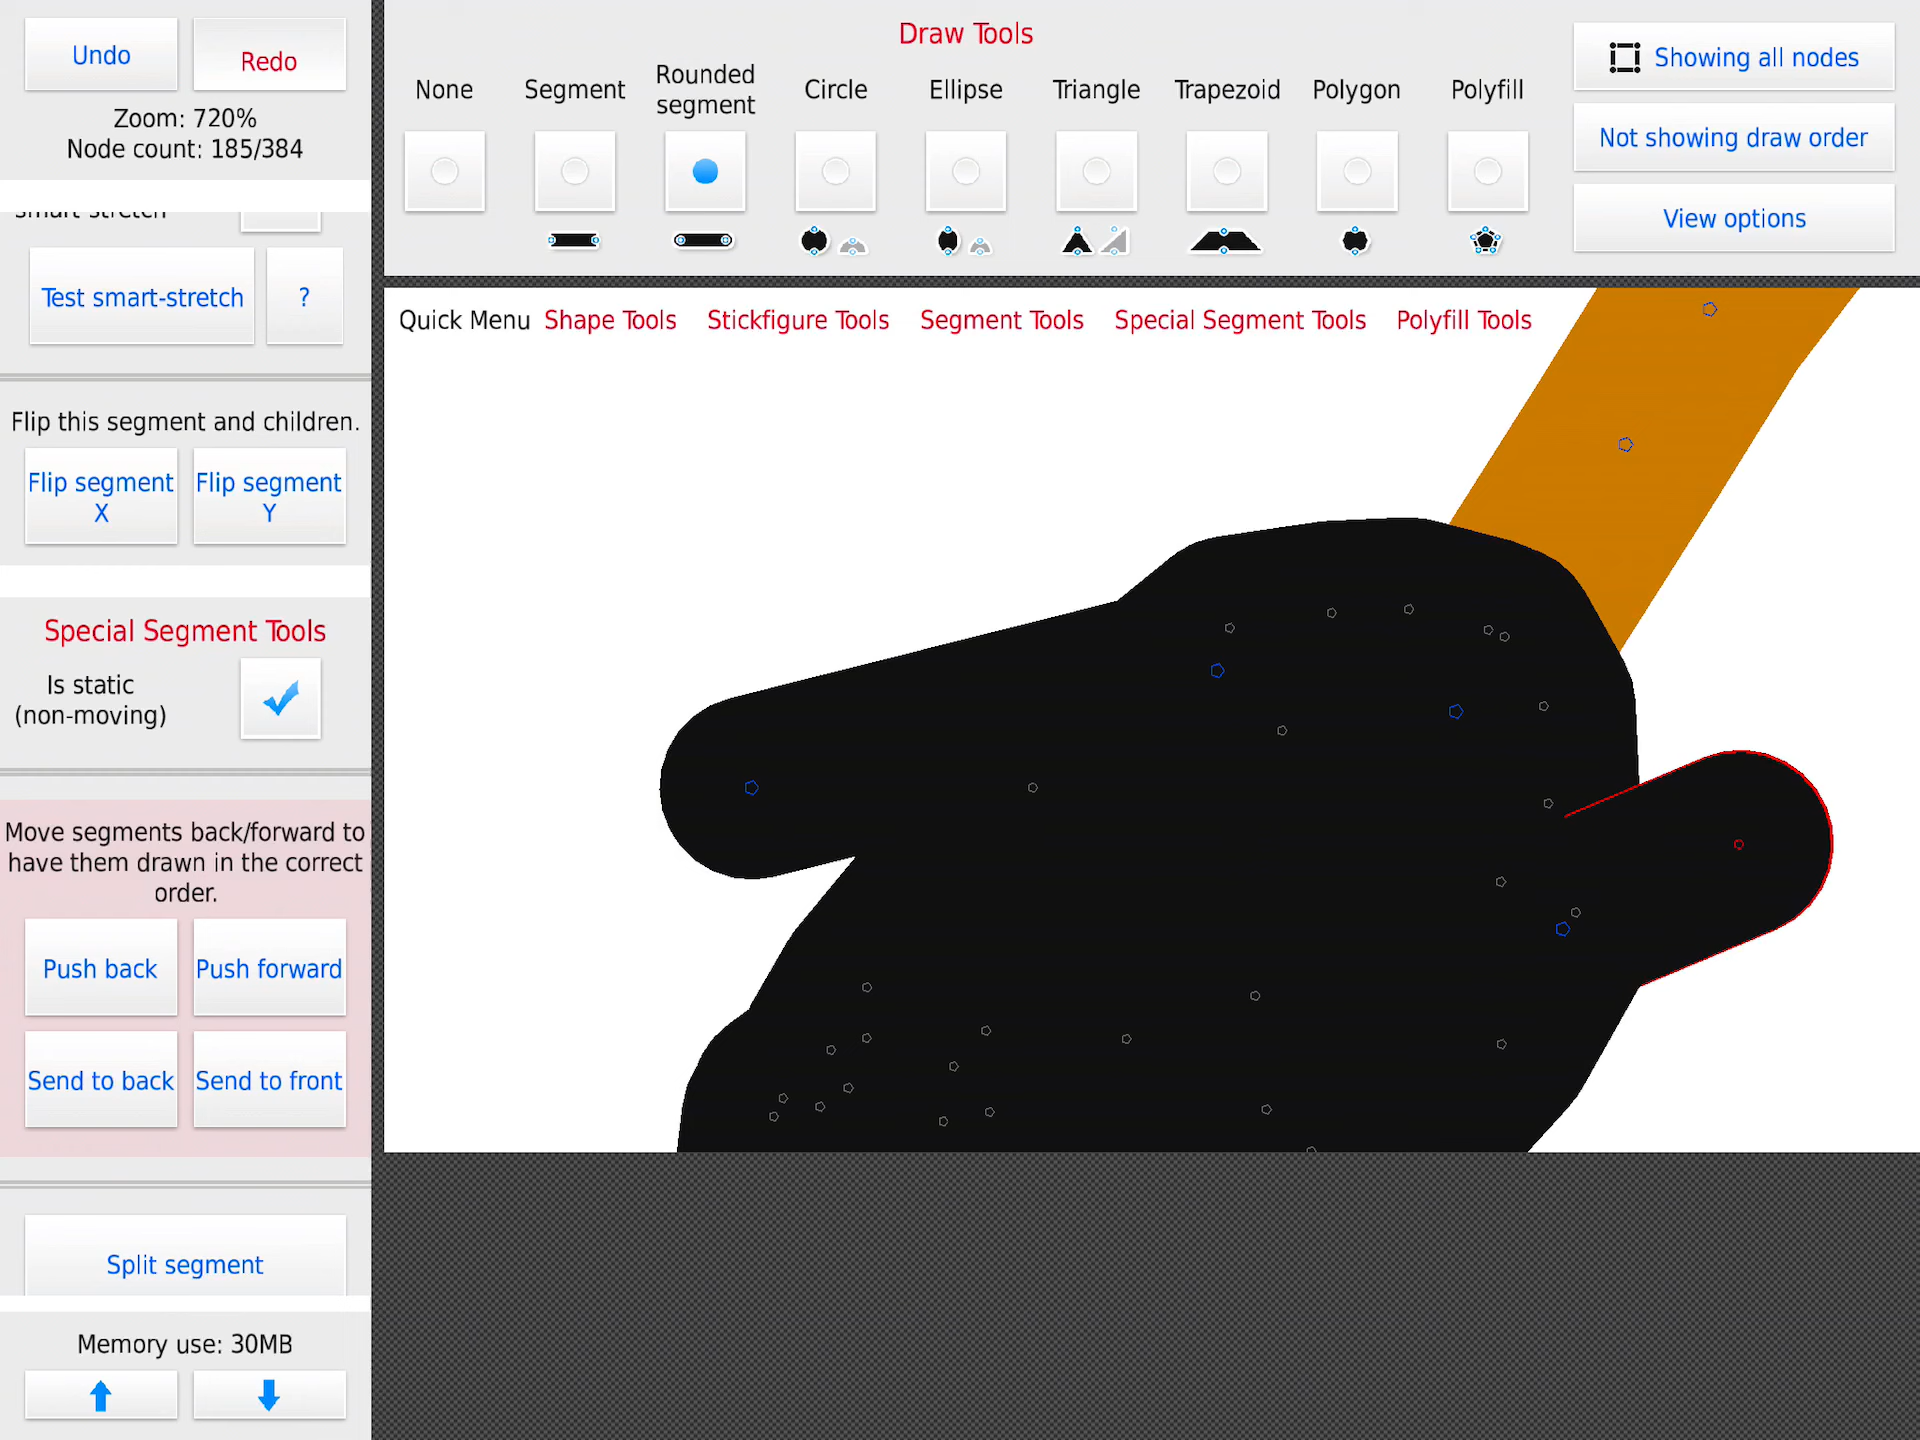 Undo
Redo
Zoom: 720%
Node count: 185/384
smart-stretch
Test smart-stretch
?
Flip this segment and children.
Flip segment
X
Flip segment
Y
Special Segment Tools
Is static
(non-moving)
Move segments back/forward to
have them drawn in the correct
order.
Push back
Push forward
Send to back
Send to front
Split segment
Memory use: 30MB
Draw Tools
None
Segment
Rounded
segment
Circle
Ellipse
Triangle
Trapezoid
Polygon
Polyfill
Showing all nodes
Not showing draw order
View options
Quick Menu Shape Tools Stickfigure Tools Segment Tools Special Segment Tools Polyfill Tools